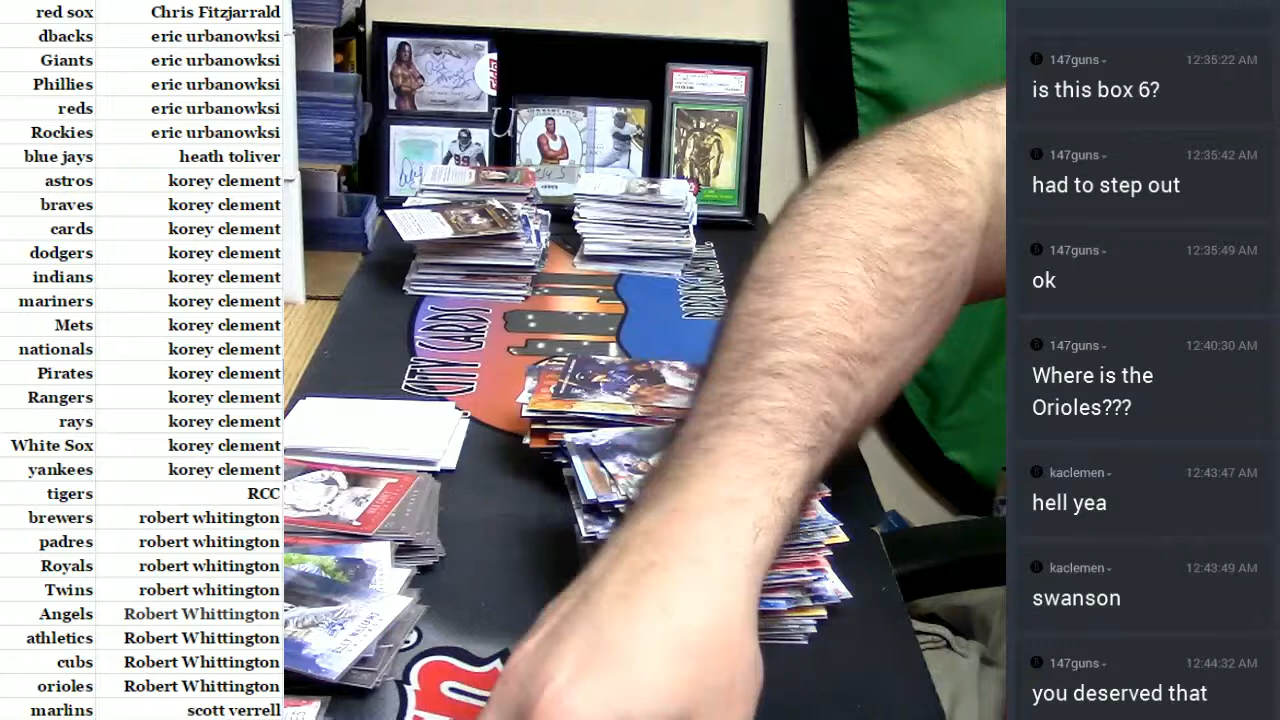 red sox Chris Fitzjarrald
dbacks eric urbanowksi
Giants eric urbanowksi
Phillies eric urbanowksi
reds eric urbanowksi
Rockies eric urbanowksi
blue jays heath toliver
astros korey clement
braves korey clement
cards korey clement
dodgers korey clement
indians korey clement
mariners korey clement
Mets korey clement
nationals korey clement
Pirates korey clement
Rangers korey clement
rays korey clement
White Sox korey clement
yankees korey clement
tigers RCC
brewers robert whitington
padres robert whitington
Royals robert whitington
Twins robert whitington
Angels Robert Whittington
athletics Robert Whittington
cubs Robert Whittington
orioles Robert Whittington
marlins scott verrell
CITY CARDS
147guns 12:35:22 AM
is this box 6?
147guns 12:35:42 AM
had to step out
147guns 12:35:49 AM
ok
147guns 12:40:30 AM
Where is the
Orioles???
kaclemen 12:43:47 AM
hell yea
kaclemen 12:43:49 AM
swanson
147guns 12:44:32 AM
you deserved that